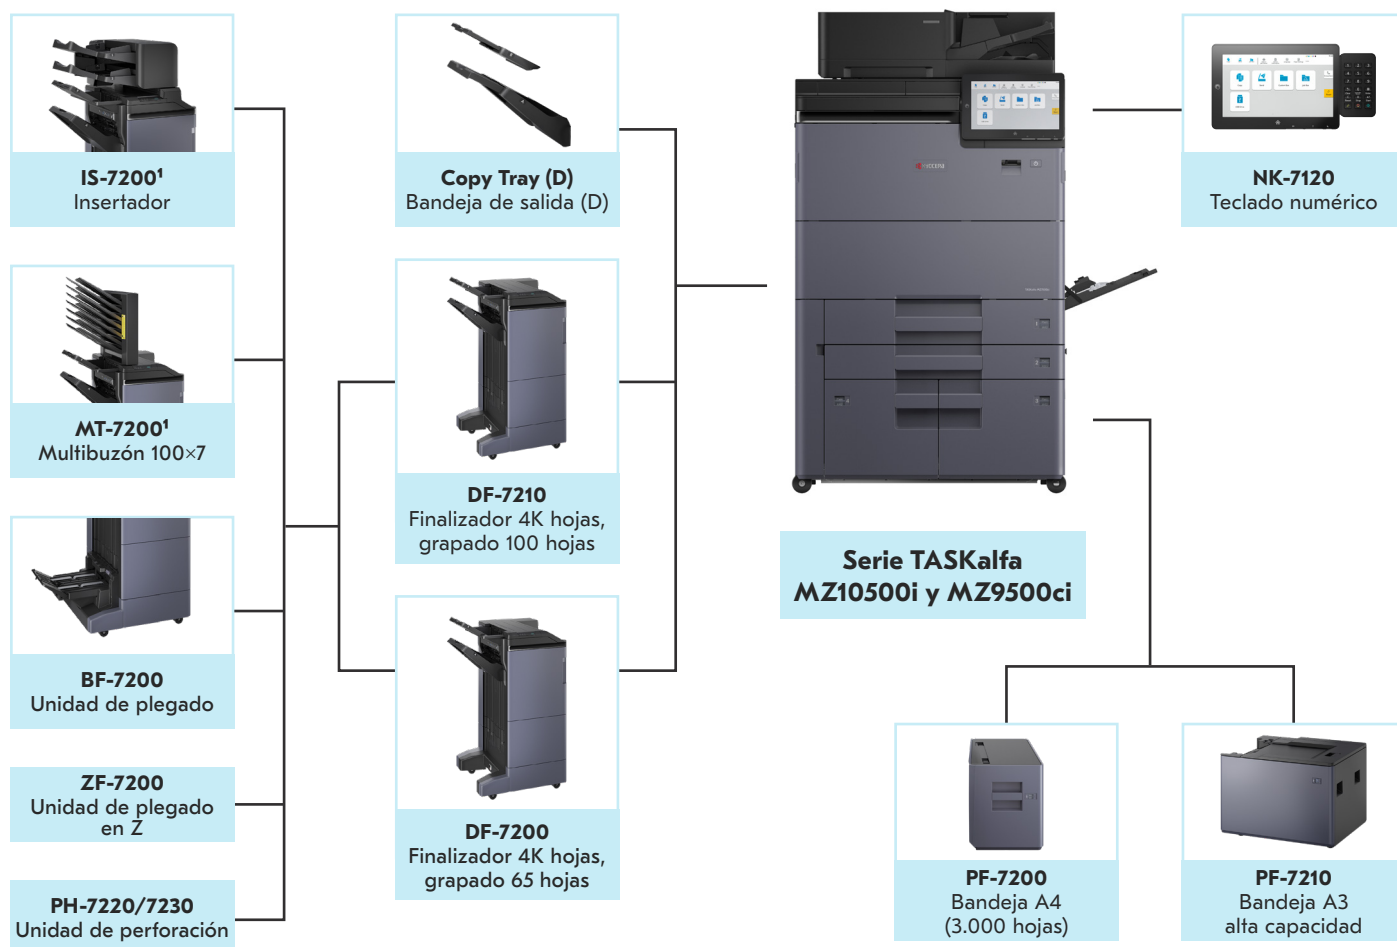 IS-7200¹
Insertador
MT-7200¹
Multibuzón 100×7
BF-7200
Unidad de plegado
ZF-7200
Unidad de plegado
en Z
PH-7220/7230
Unidad de perforación
Copy Tray (D)
Bandeja de salida (D)
DF-7210
Finalizador 4K hojas,
grapado 100 hojas
DF-7200
Finalizador 4K hojas,
grapado 65 hojas
KYOCERA
Serie TASKalfa
MZ10500i y MZ9500ci
NK-7120
Teclado numérico
PF-7200
Bandeja A4
(3.000 hojas)
PF-7210
Bandeja A3
alta capacidad